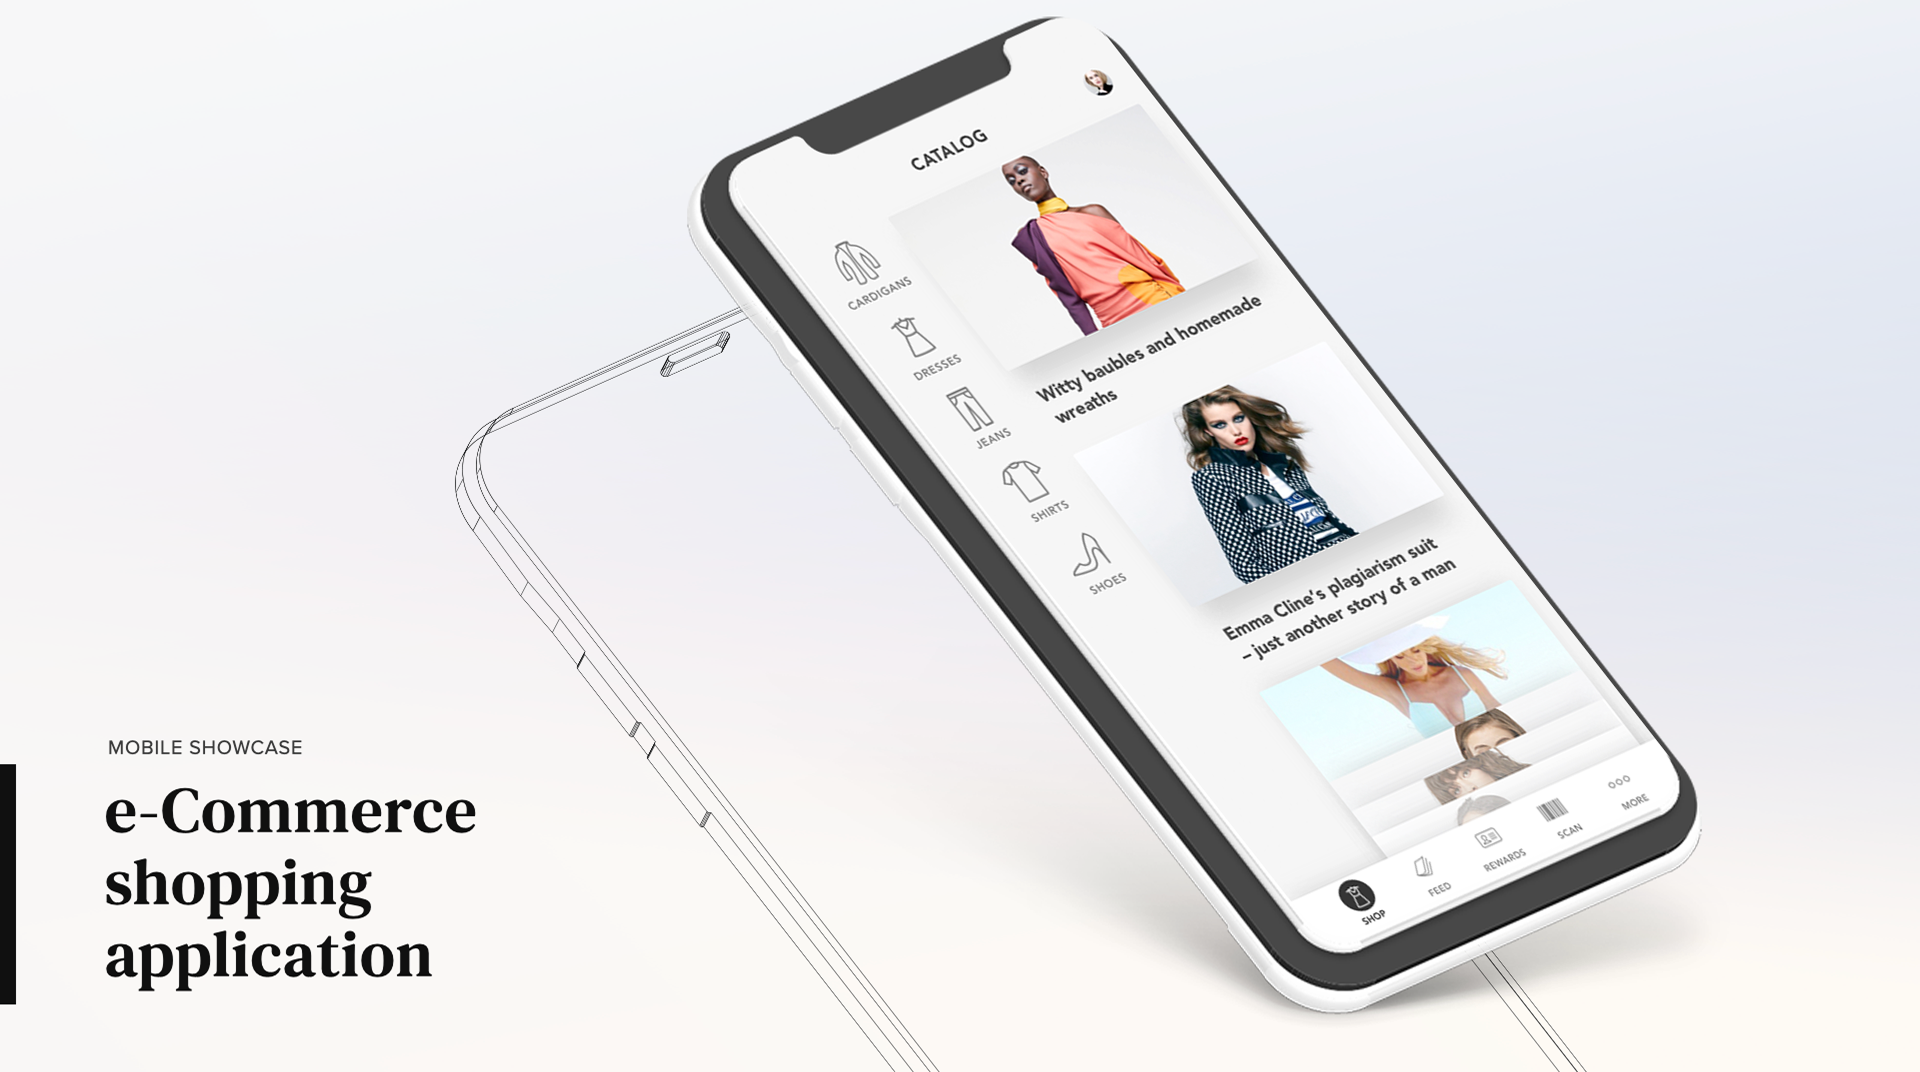 MOBILE SHOWCASE
e-Commerce
shopping
application
CATALOG
CARDIGANS
DRESSES
JEANS
SHIRTS
SHOES
Witty baubles and homemade
wreaths
Emma Cline's plagiarism suit
– just another story of a man
SHOP
FEED
REWARDS
SCAN
MORE